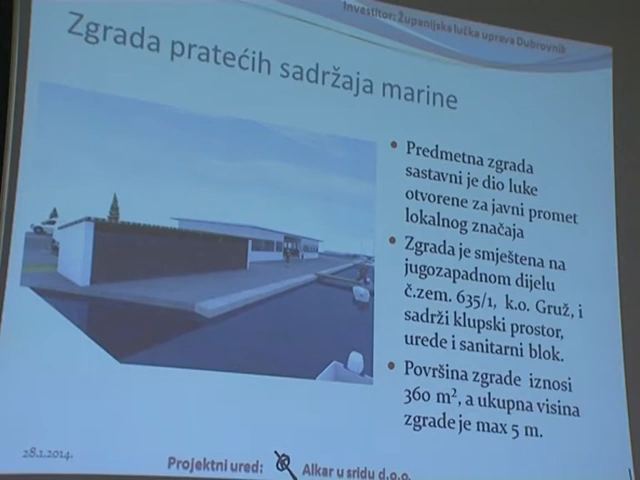 Investitor: Županijska lučka uprava Dubrovnik
Zgrada pratećih sadržaja marine
• Predmetna zgrada
sastavni je dio luke
otvorene za javni promet
lokalnog značaja
• Zgrada je smještena na
jugozapadnom dijelu
č.zem. 635/1, k.o. Gruž, i
sadrži klupski prostor,
urede i sanitarni blok.
• Površina zgrade iznosi
360 m², a ukupna visina
zgrade je max 5 m.
28.1.2014.
Projektni ured: Alkar u sridu d.o.o.